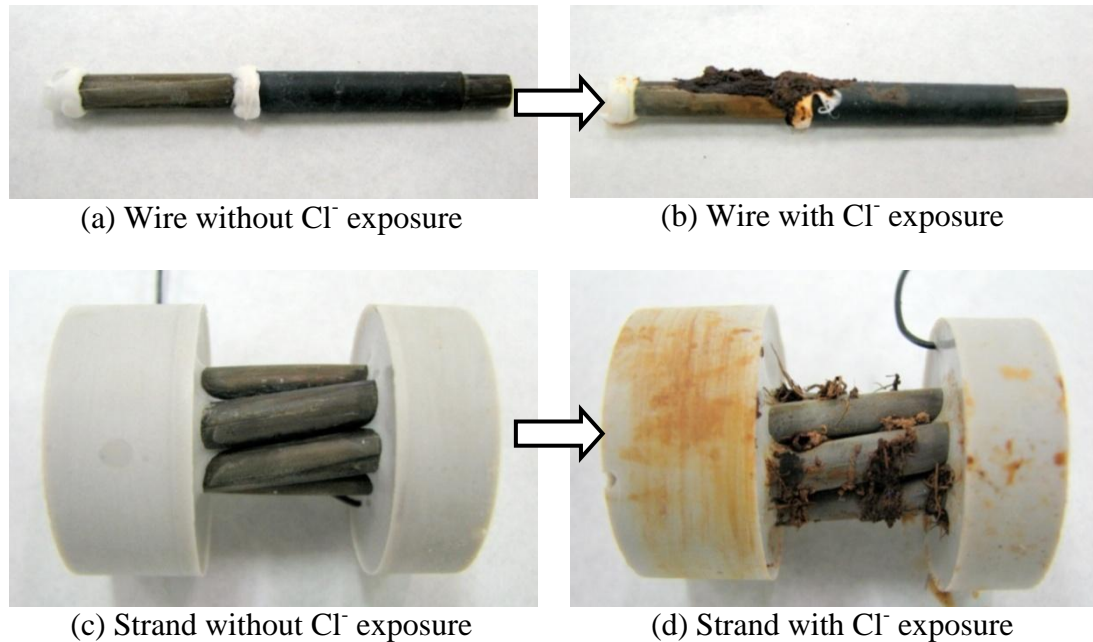 (a) Wire without Cl⁻ exposure
(b) Wire with Cl⁻ exposure
(c) Strand without Cl⁻ exposure
(d) Strand with Cl⁻ exposure